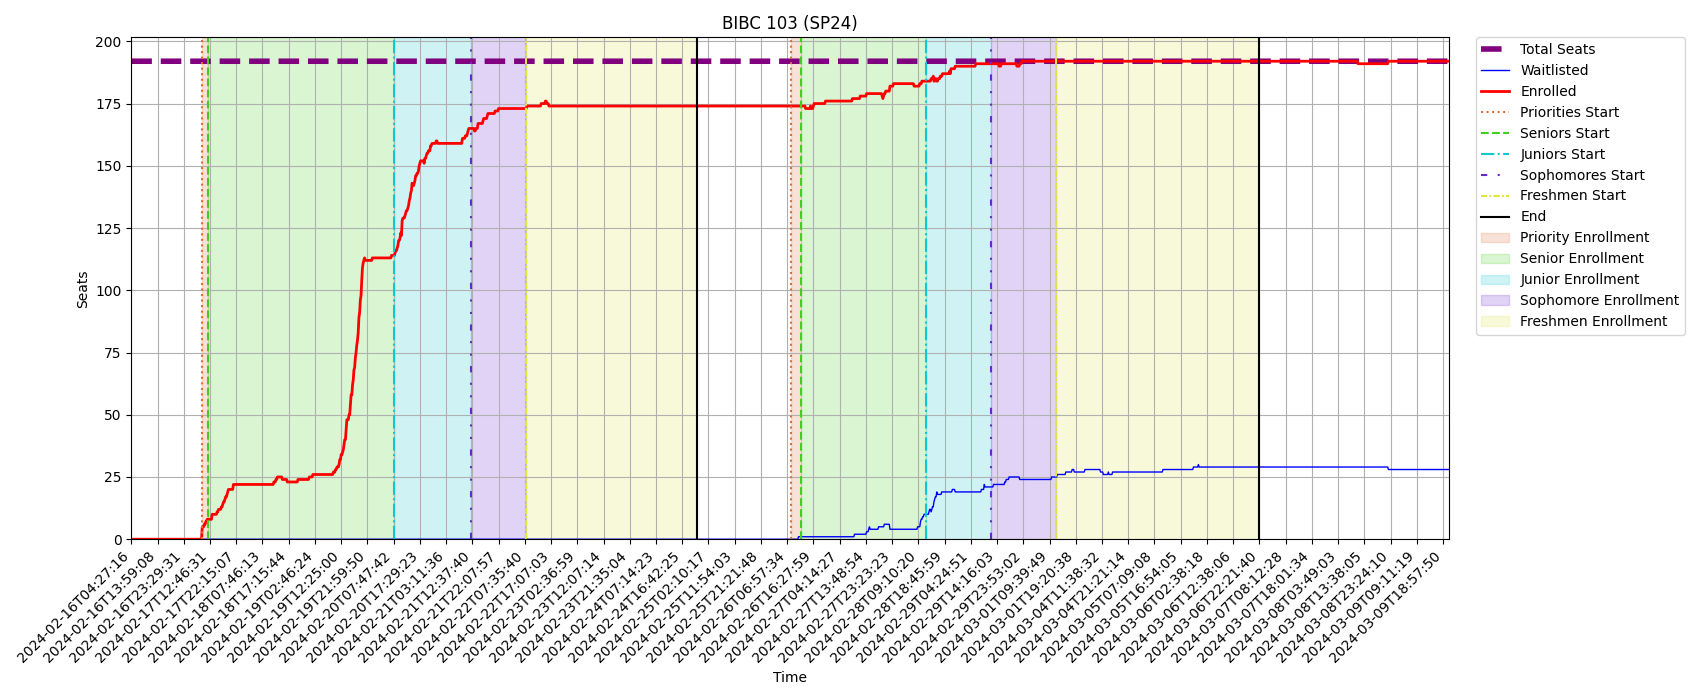 BIBC 103 (SP24)
200
175
150
125
100
75
50
25
0
Seats
2024-02-16T04:27:16
2024-02-16T13:59:08
2024-02-16T23:29:31
2024-02-17T12:46:31
2024-02-17T22:15:07
2024-02-18T07:46:13
2024-02-18T17:15:44
2024-02-19T02:46:24
2024-02-19T12:25:00
2024-02-19T21:59:50
2024-02-20T07:47:42
2024-02-20T17:29:23
2024-02-21T03:11:36
2024-02-21T12:37:40
2024-02-21T22:07:57
2024-02-22T07:35:40
2024-02-22T17:07:03
2024-02-23T02:36:59
2024-02-23T12:07:14
2024-02-23T21:35:04
2024-02-24T07:14:23
2024-02-24T16:42:25
2024-02-25T02:10:17
2024-02-25T11:54:03
2024-02-25T21:21:48
2024-02-26T06:57:34
2024-02-26T16:27:59
2024-02-27T04:14:27
2024-02-27T13:48:54
2024-02-27T23:23:23
2024-02-28T09:10:20
2024-02-28T18:45:59
2024-02-29T04:24:51
2024-02-29T14:16:03
2024-02-29T23:53:02
2024-03-01T09:39:49
2024-03-01T19:20:38
2024-03-04T11:38:32
2024-03-04T21:21:14
2024-03-05T07:09:08
2024-03-05T16:54:05
2024-03-06T02:38:18
2024-03-06T12:38:06
2024-03-06T22:21:40
2024-03-07T08:12:28
2024-03-07T18:01:34
2024-03-08T03:49:03
2024-03-08T13:38:05
2024-03-08T23:24:10
2024-03-09T09:11:19
2024-03-09T18:57:50
Time
Total Seats
Waitlisted
Enrolled
Priorities Start
Seniors Start
Juniors Start
Sophomores Start
Freshmen Start
End
Priority Enrollment
Senior Enrollment
Junior Enrollment
Sophomore Enrollment
Freshmen Enrollment